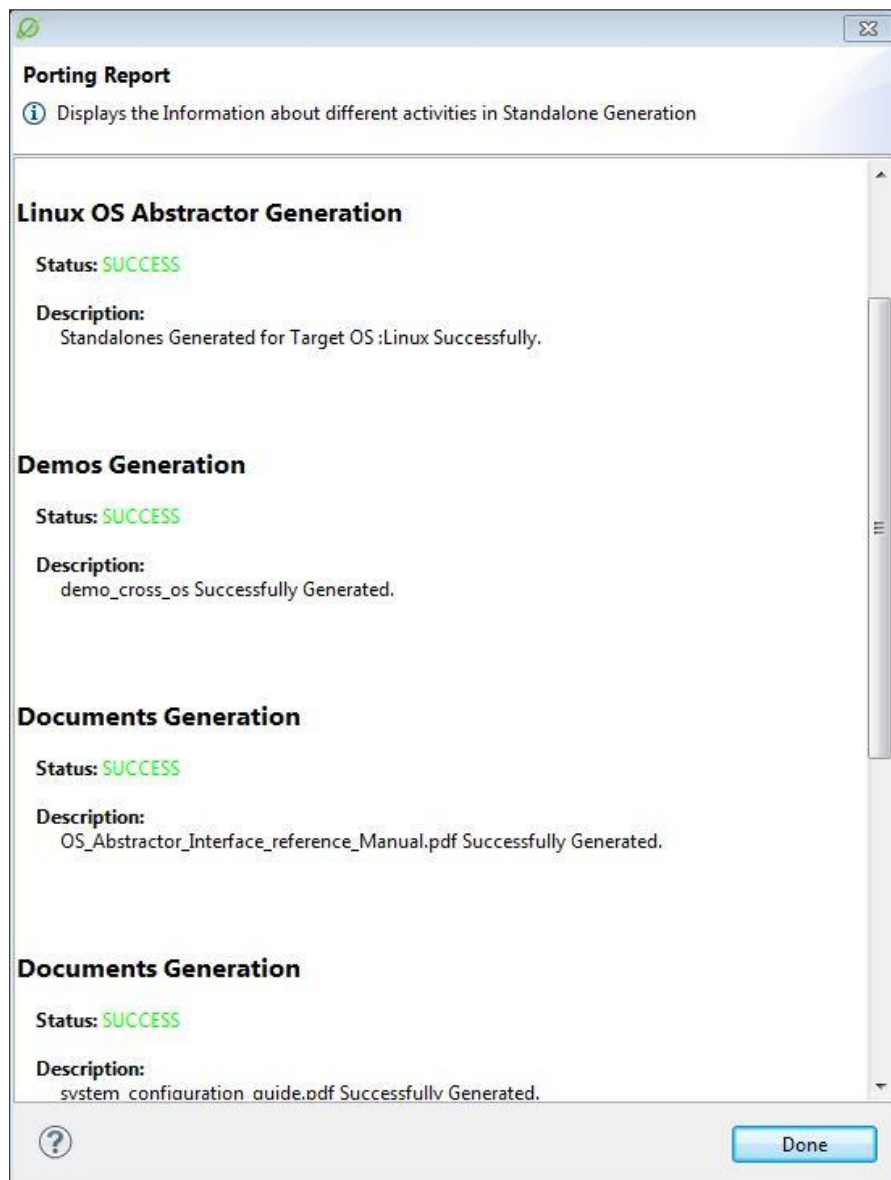 Porting Report
Displays the Information about different activities in Standalone Generation
Linux OS Abstractor Generation
Status: SUCCESS
Description:
Standalones Generated for Target OS :Linux Successfully.
Demos Generation
Status: SUCCESS
Description:
demo_cross_os Successfully Generated.
Documents Generation
Status: SUCCESS
Description:
OS_Abstractor_Interface_reference_Manual.pdf Successfully Generated.
Documents Generation
Status: SUCCESS
Description:
system_configuration_guide.pdf Successfully Generated.
Done